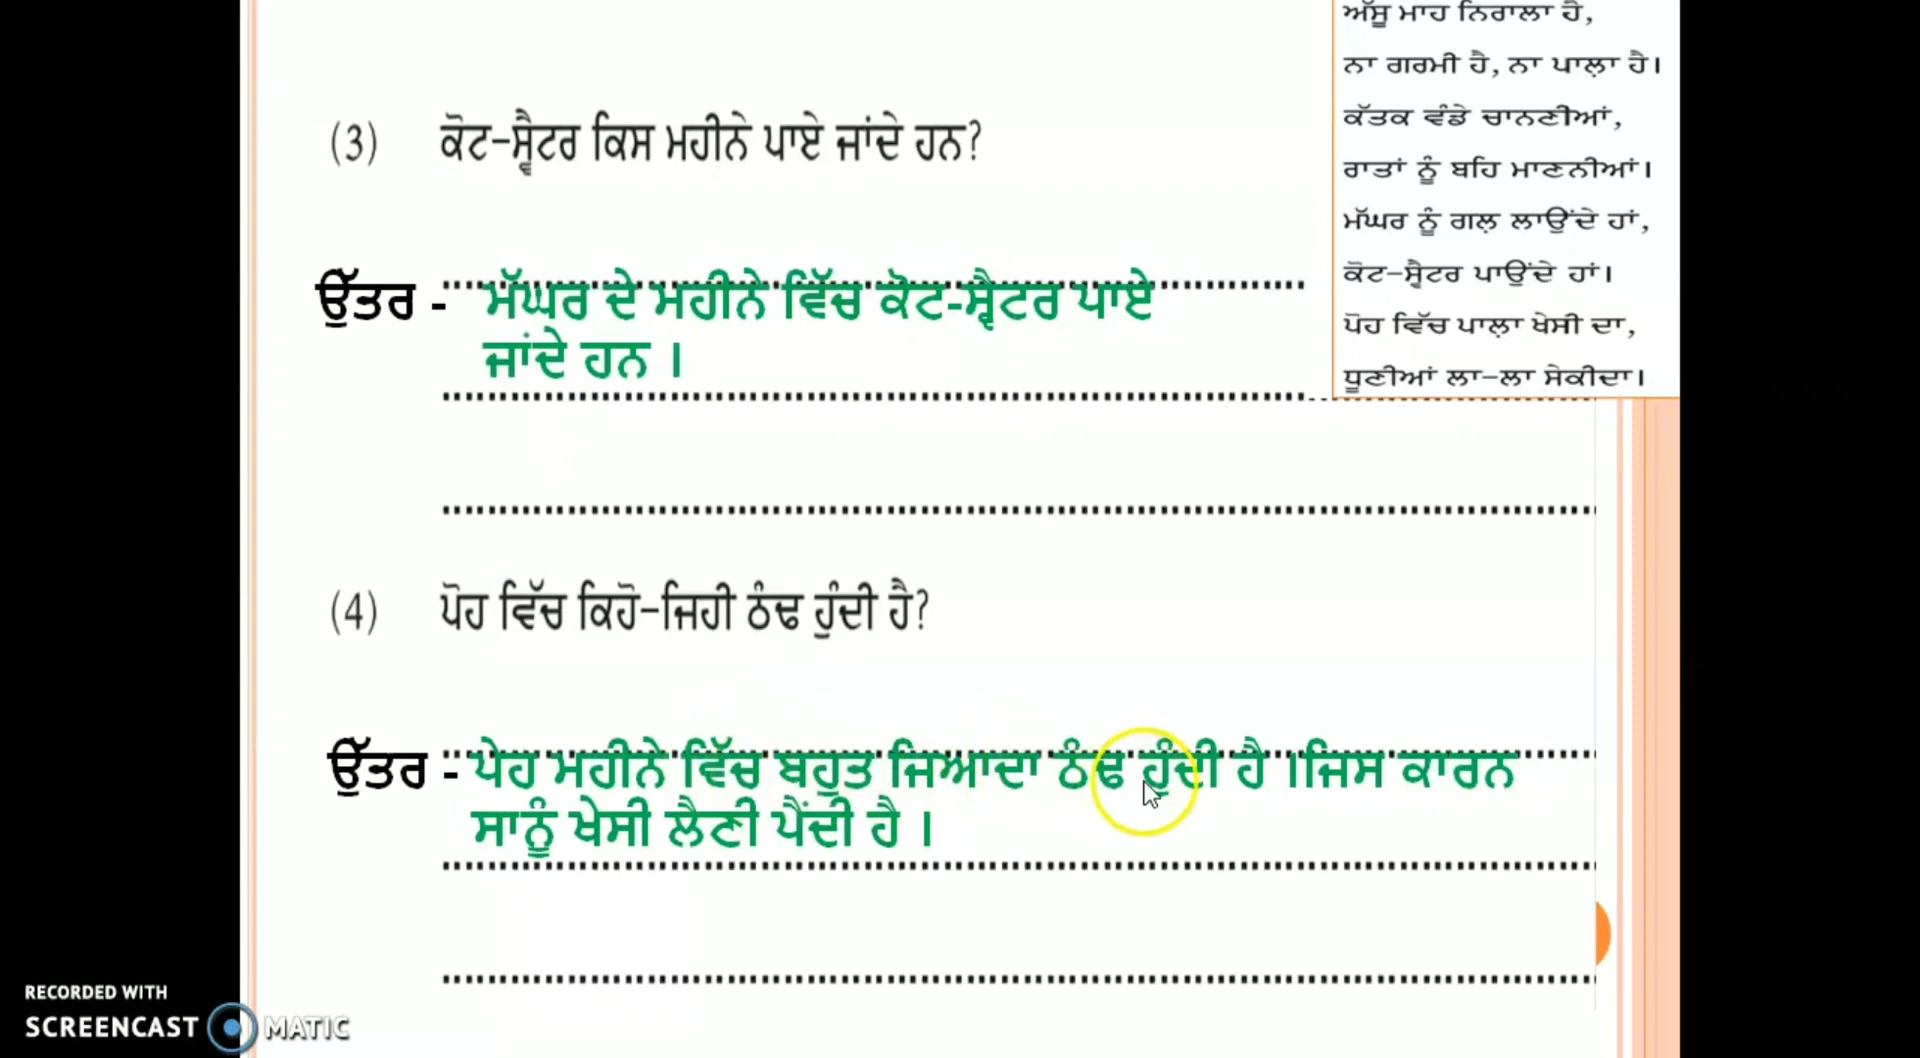 ਅੱਸੂ ਮਾਹ ਨਿਰਾਲਾ ਹੈ,
ਨਾ ਗਰਮੀ ਹੈ, ਨਾ ਪਾਲ਼ਾ ਹੈ।
ਕੱਤਕ ਵੰਡੇ ਚਾਨਣੀਆਂ,
ਰਾਤਾਂ ਨੂੰ ਬਹਿ ਮਾਣਨੀਆਂ।
ਮੱਘਰ ਨੂੰ ਗਲ਼ ਲਾਉਂਦੇ ਹਾਂ,
ਕੋਟ-ਸ੍ਵੈਟਰ ਪਾਉਂਦੇ ਹਾਂ।
ਪੋਹ ਵਿੱਚ ਪਾਲ਼ਾ ਖੇਸੀ ਦਾ,
ਧੂਣੀਆਂ ਲਾ-ਲਾ ਸੇਕੀਦਾ।
(3) ਕੋਟ-ਸ੍ਵੈਟਰ ਕਿਸ ਮਹੀਨੇ ਪਾਏ ਜਾਂਦੇ ਹਨ?
ਉੱਤਰ - ਮੱਘਰ ਦੇ ਮਹੀਨੇ ਵਿੱਚ ਕੋਟ-ਸ੍ਵੈਟਰ ਪਾਏ
ਜਾਂਦੇ ਹਨ ।
(4) ਪੋਹ ਵਿੱਚ ਕਿਹੋ-ਜਿਹੀ ਠੰਢ ਹੁੰਦੀ ਹੈ?
ਉੱਤਰ - ਪੇਹ ਮਹੀਨੇ ਵਿੱਚ ਬਹੁਤ ਜਿਆਦਾ ਠੰਢ ਹੁੰਦੀ ਹੈ ।ਜਿਸ ਕਾਰਨ
ਸਾਨੂੰ ਖੇਸੀ ਲੈਣੀ ਪੈਂਦੀ ਹੈ ।
RECORDED WITH
SCREENCAST MATIC